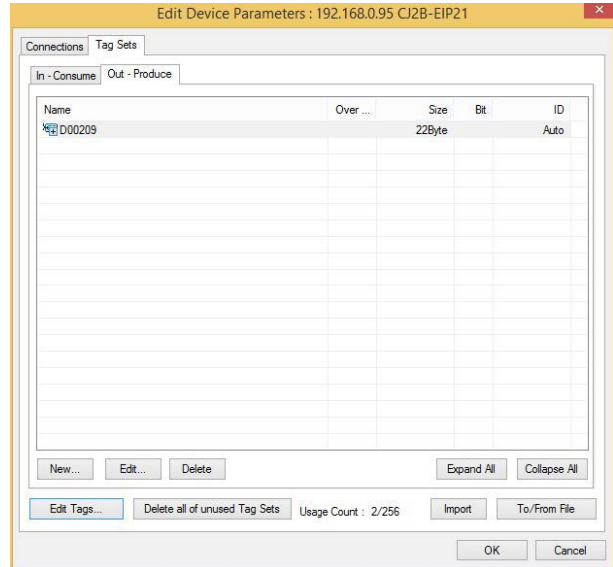 Edit Device Parameters : 192.168.0.95 CJ2B-EIP21
Connections Tag Sets
In - Consume Out - Produce
Name Over ... Size Bit ID
D00209 22Byte Auto
New... Edit... Delete Expand All Collapse All
Edit Tags... Delete all of unused Tag Sets Usage Count : 2/256 Import To/From File
OK Cancel